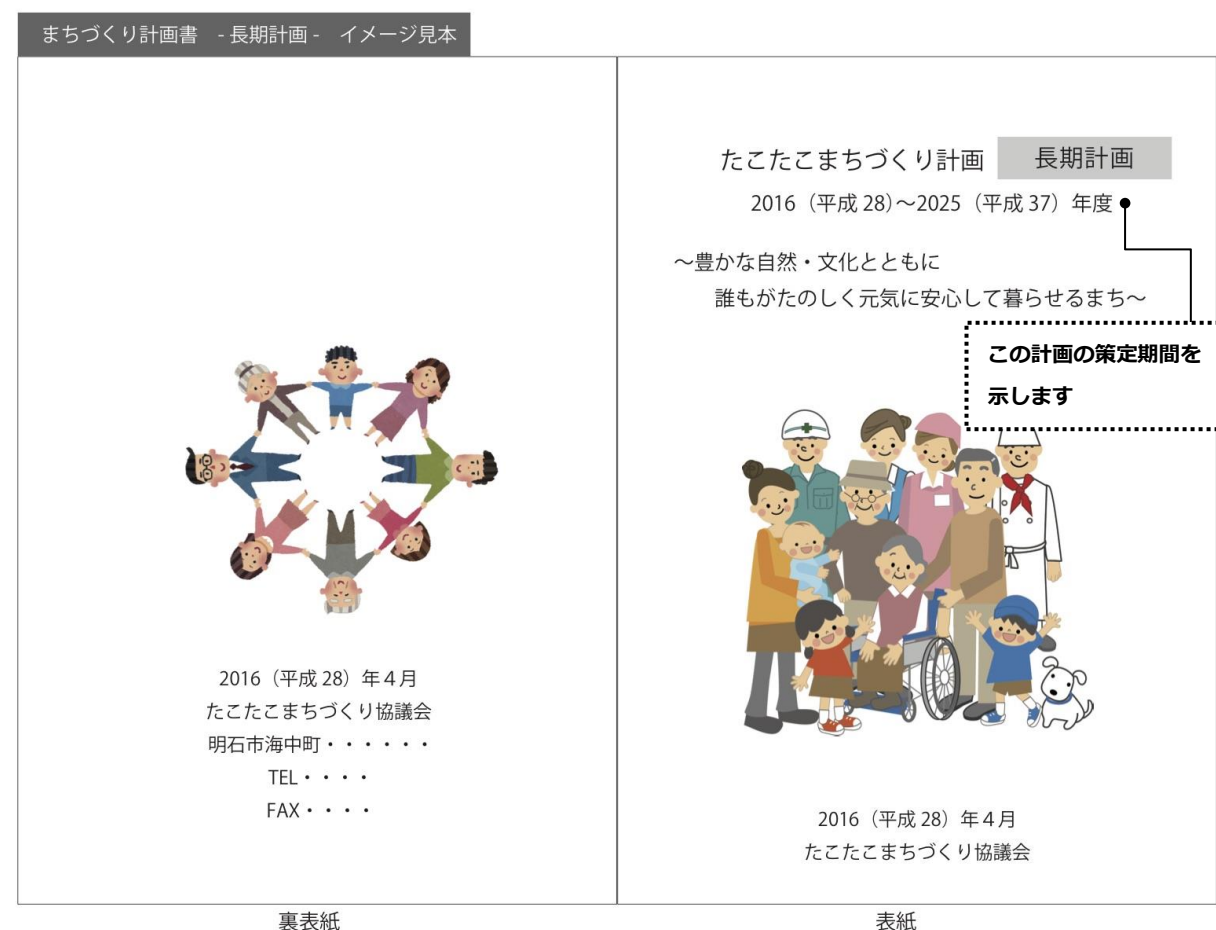 まちづくり計画書　- 長期計画 -　イメージ見本
2016（平成 28）年４月
たこたこまちづくり協議会
明石市海中町・・・・・・
TEL・・・・
FAX・・・・
裏表紙
たこたこまちづくり計画　長期計画
2016（平成 28）～2025（平成 37）年度
～豊かな自然・文化とともに
誰もがたのしく元気に安心して暮らせるまち～
この計画の策定期間を
示します
2016（平成 28）年４月
たこたこまちづくり協議会
表紙